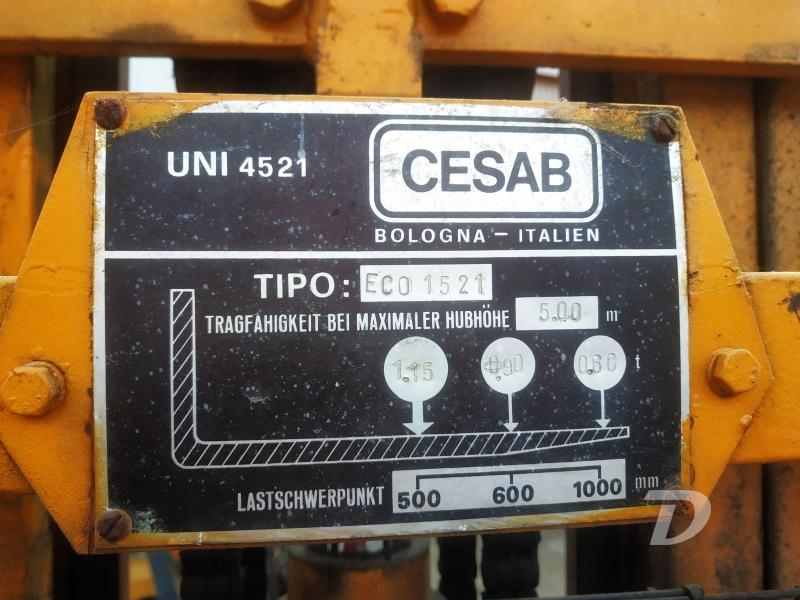 UNI 4521
CESAB
BOLOGNA - ITALIEN
TIPO: ECO 1521
TRAGFÄHIGKEIT BEI MAXIMALER HUBHÖHE 5.00 m
1.15 0.90 0.60 t
LASTSCHWERPUNKT 500 600 1000 mm
D